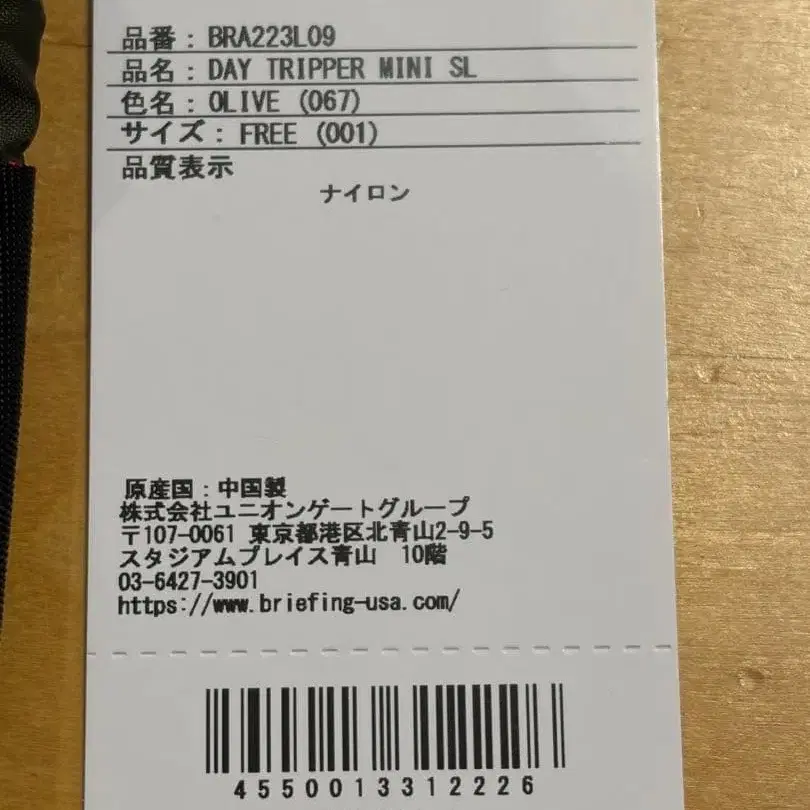 品番：BRA223L09
品名：DAY TRIPPER MINI SL
色名：OLIVE (067)
サイズ：FREE (001)
品質表示
ナイロン
原産国：中国製
株式会社ユニオンゲートグループ
〒107-0061 東京都港区北青山2-9-5
スタジアムプレイス青山 10階
03-6427-3901
https://www.briefing-usa.com/
4550013312226